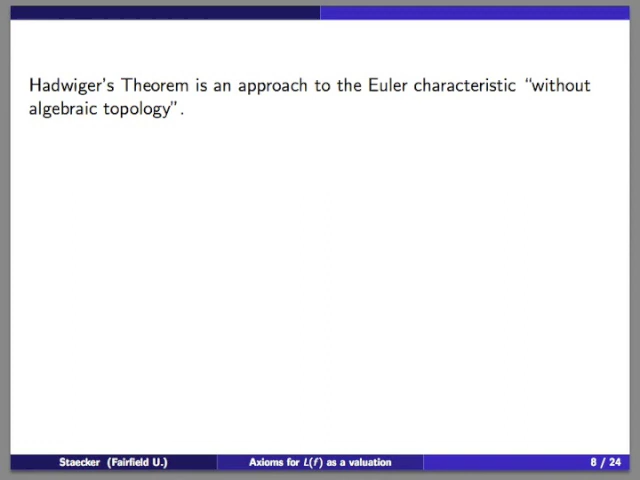 Hadwiger's Theorem is an approach to the Euler characteristic “without
algebraic topology”.
Staecker (Fairfield U.)
Axioms for L(f) as a valuation
8 / 24